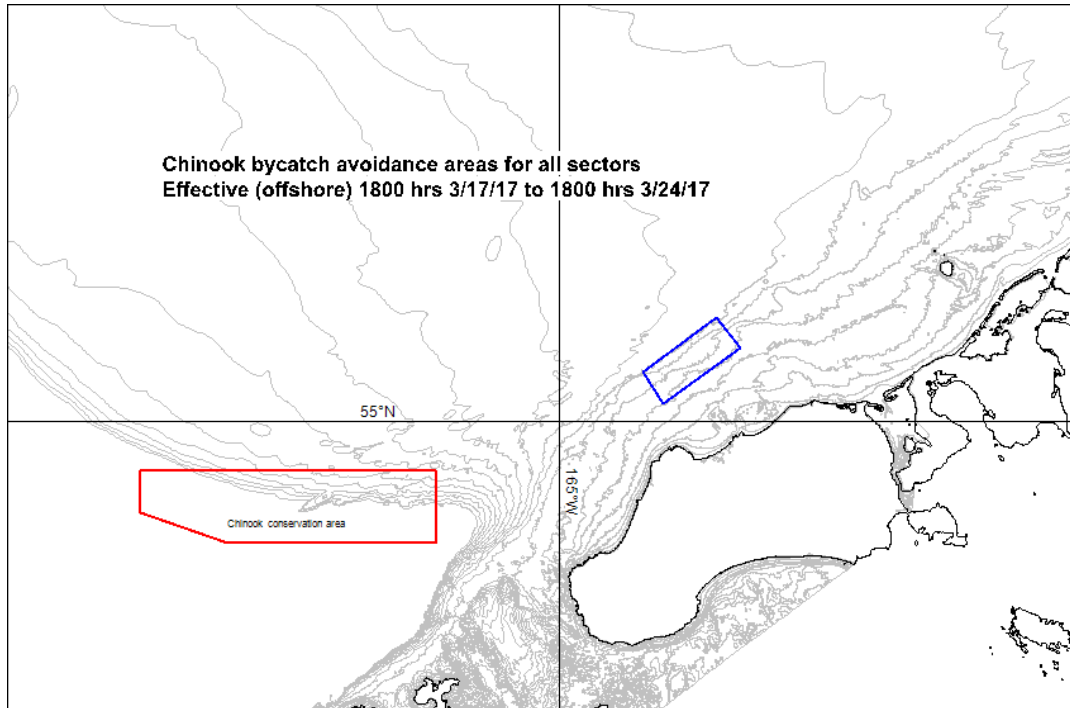 Chinook bycatch avoidance areas for all sectors
Effective (offshore) 1800 hrs 3/17/17 to 1800 hrs 3/24/17
55°N
165°W
Chinook conservation area